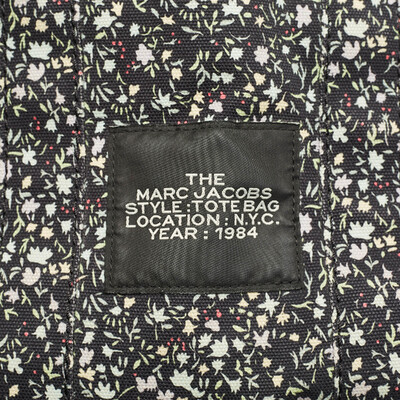 THE
MARC JACOBS
STYLE : TOTE BAG
LOCATION : N.Y.C.
YEAR : 1984